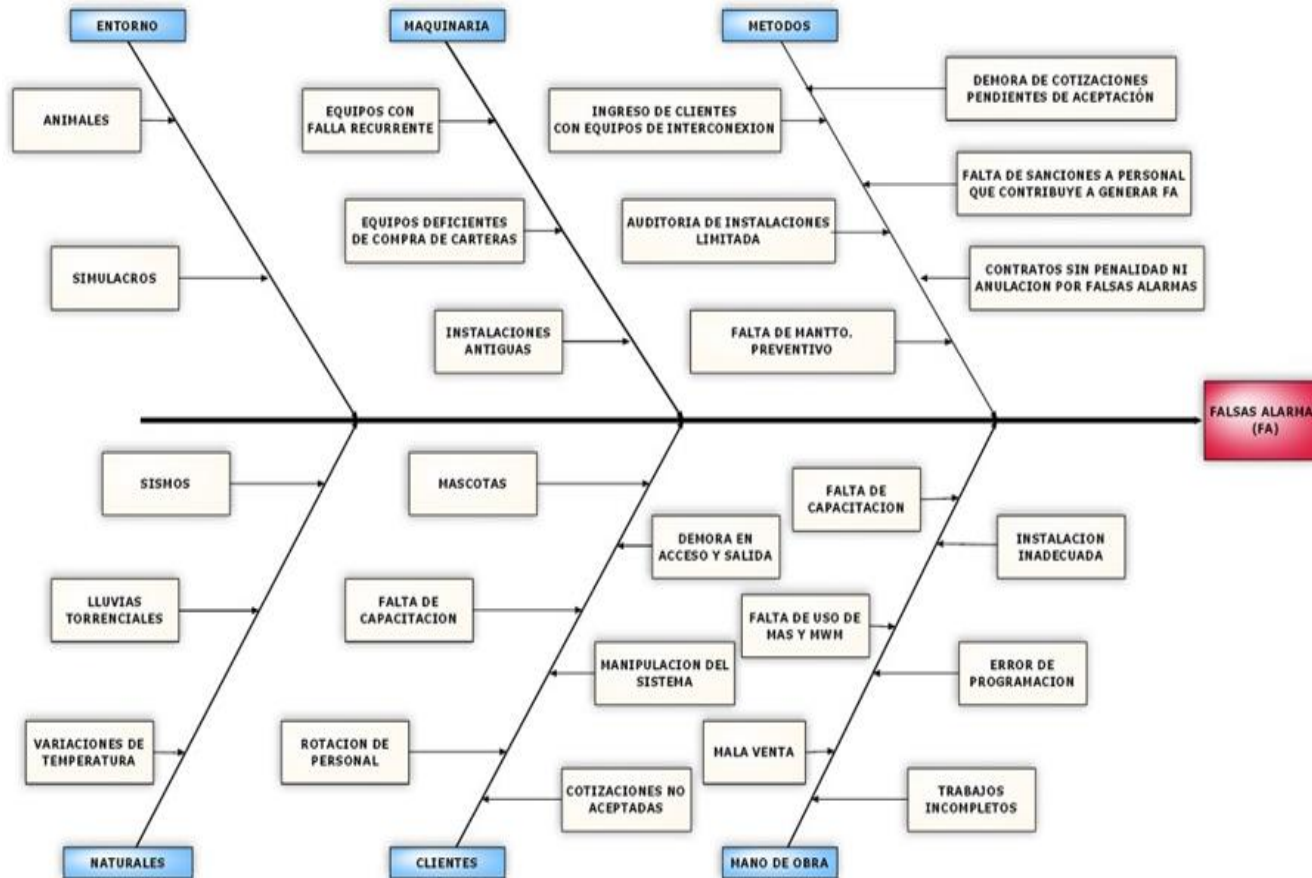 ENTORNO
MAQUINARIA
METODOS
ANIMALES
EQUIPOS CON
FALLA RECURRENTE
INGRESO DE CLIENTES
CON EQUIPOS DE INTERCONEXION
DEMORA DE COTIZACIONES
PENDIENTES DE ACEPTACIÓN
SIMULACROS
EQUIPOS DEFICIENTES
DE COMPRA DE CARTERAS
AUDITORIA DE INSTALACIONES
LIMITADA
FALTA DE SANCIONES A PERSONAL
QUE CONTRIBUYE A GENERAR FA
INSTALACIONES
ANTIGUAS
FALTA DE MANTTO.
PREVENTIVO
CONTRATOS SIN PENALIDAD NI
ANULACION POR FALSAS ALARMAS
FALSAS ALARMA
(FA)
SISMOS
MASCOTAS
FALTA DE
CAPACITACION
DEMORA EN
ACCESO Y SALIDA
INSTALACION
INADECUADA
LLUVIAS
TORRENCIALES
FALTA DE
CAPACITACION
FALTA DE USO DE
MAS Y MWM
MANIPULACION DEL
SISTEMA
ERROR DE
PROGRAMACION
VARIACIONES DE
TEMPERATURA
ROTACION DE
PERSONAL
MALA VENTA
COTIZACIONES NO
ACEPTADAS
TRABAJOS
INCOMPLETOS
NATURALES
CLIENTES
MANO DE OBRA